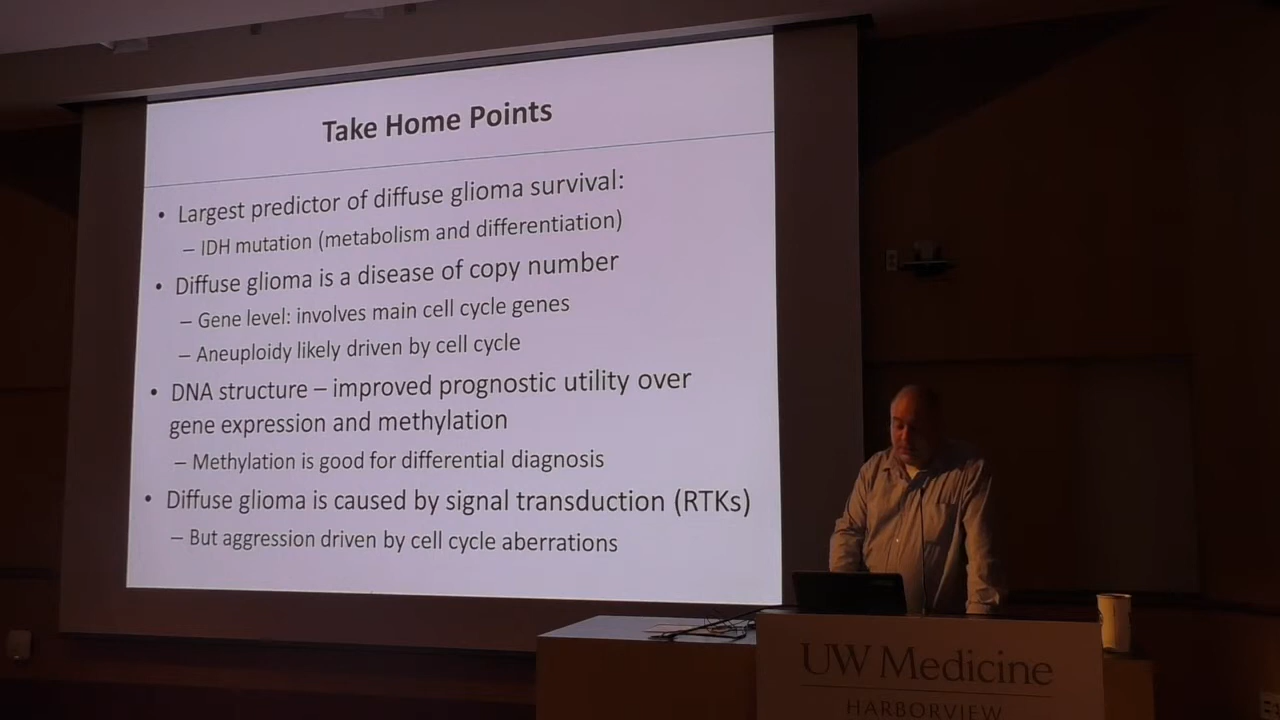 Take Home Points
• Largest predictor of diffuse glioma survival:
– IDH mutation (metabolism and differentiation)
• Diffuse glioma is a disease of copy number
– Gene level: involves main cell cycle genes
– Aneuploidy likely driven by cell cycle
• DNA structure – improved prognostic utility over
gene expression and methylation
– Methylation is good for differential diagnosis
• Diffuse glioma is caused by signal transduction (RTKs)
– But aggression driven by cell cycle aberrations
UW Medicine
HARBORVIEW